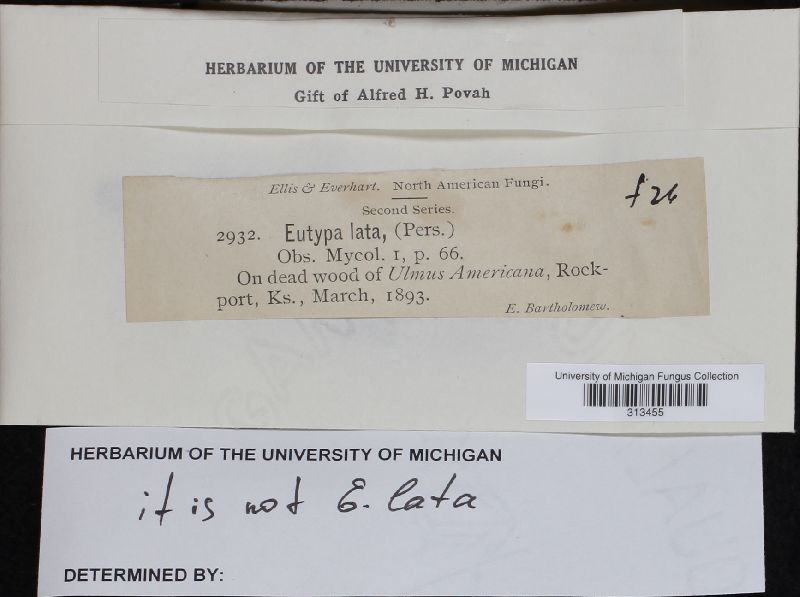 HERBARIUM OF THE UNIVERSITY OF MICHIGAN
Gift of Alfred H. Povah
Ellis & Everhart. North American Fungi.
Second Series.
f26
2932. Eutypa lata, (Pers.)
Obs. Mycol. 1, p. 66.
On dead wood of Ulmus Americana, Rock-
port, Ks., March, 1893.
E. Bartholomew.
University of Michigan Fungus Collection
313455
HERBARIUM OF THE UNIVERSITY OF MICHIGAN
it is not E. lata
DETERMINED BY: